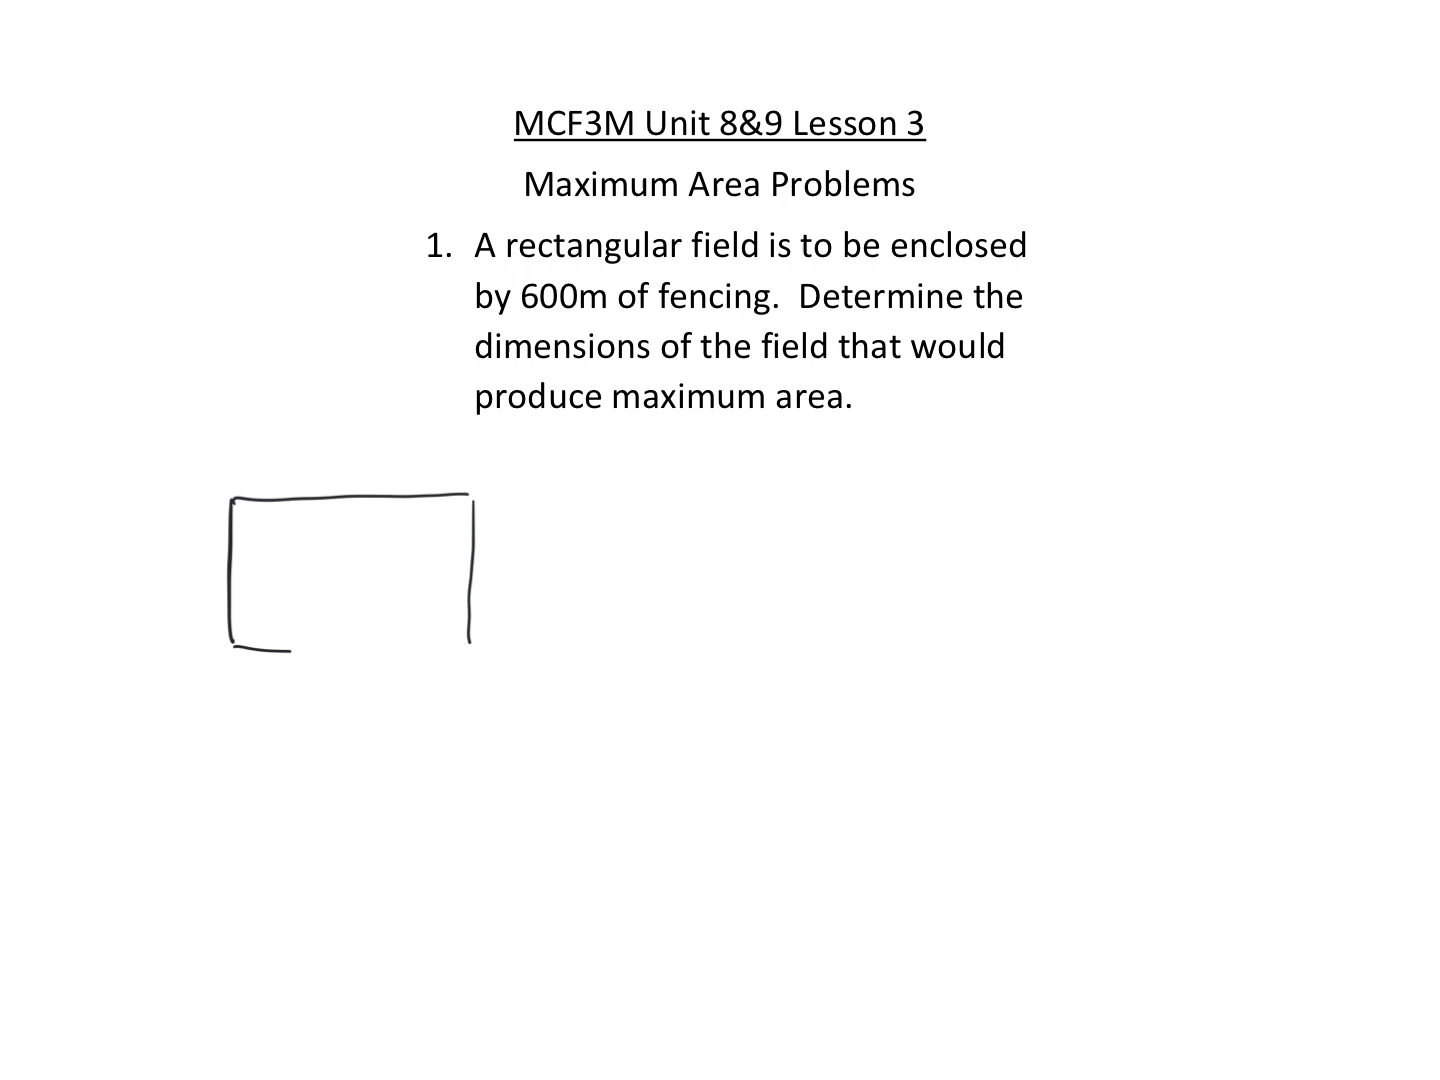 MCF3M Unit 8&9 Lesson 3
Maximum Area Problems
1. A rectangular field is to be enclosed
by 600m of fencing.  Determine the
dimensions of the field that would
produce maximum area.